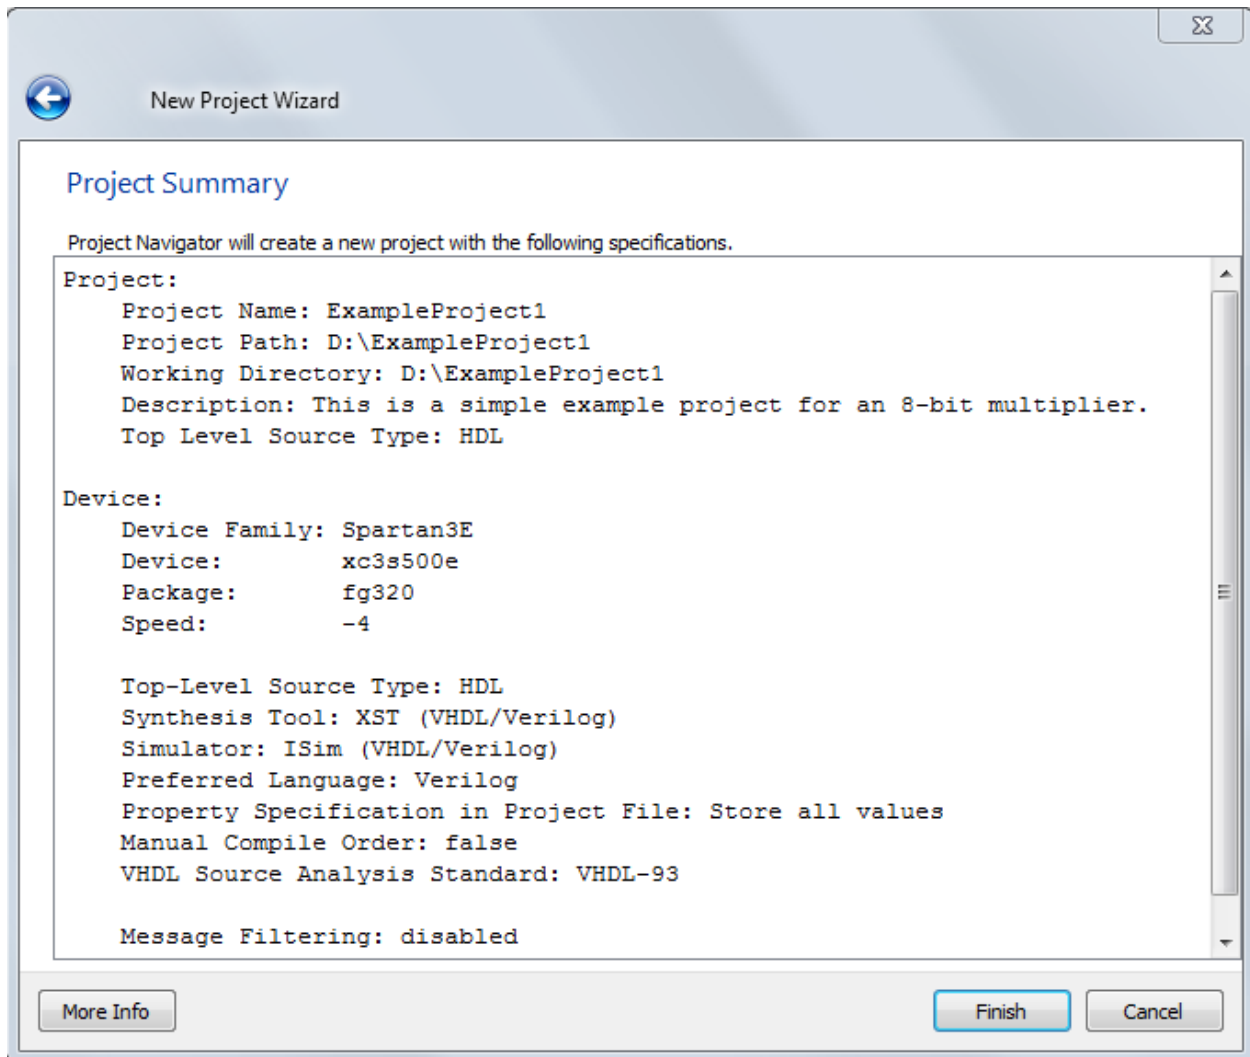 New Project Wizard
Project Summary
Project Navigator will create a new project with the following specifications.
Project:
Project Name: ExampleProject1
Project Path: D:\ExampleProject1
Working Directory: D:\ExampleProject1
Description: This is a simple example project for an 8-bit multiplier.
Top Level Source Type: HDL
Device:
Device Family: Spartan3E
Device: xc3s500e
Package: fg320
Speed: -4
Top-Level Source Type: HDL
Synthesis Tool: XST (VHDL/Verilog)
Simulator: ISim (VHDL/Verilog)
Preferred Language: Verilog
Property Specification in Project File: Store all values
Manual Compile Order: false
VHDL Source Analysis Standard: VHDL-93
Message Filtering: disabled
More Info Finish Cancel